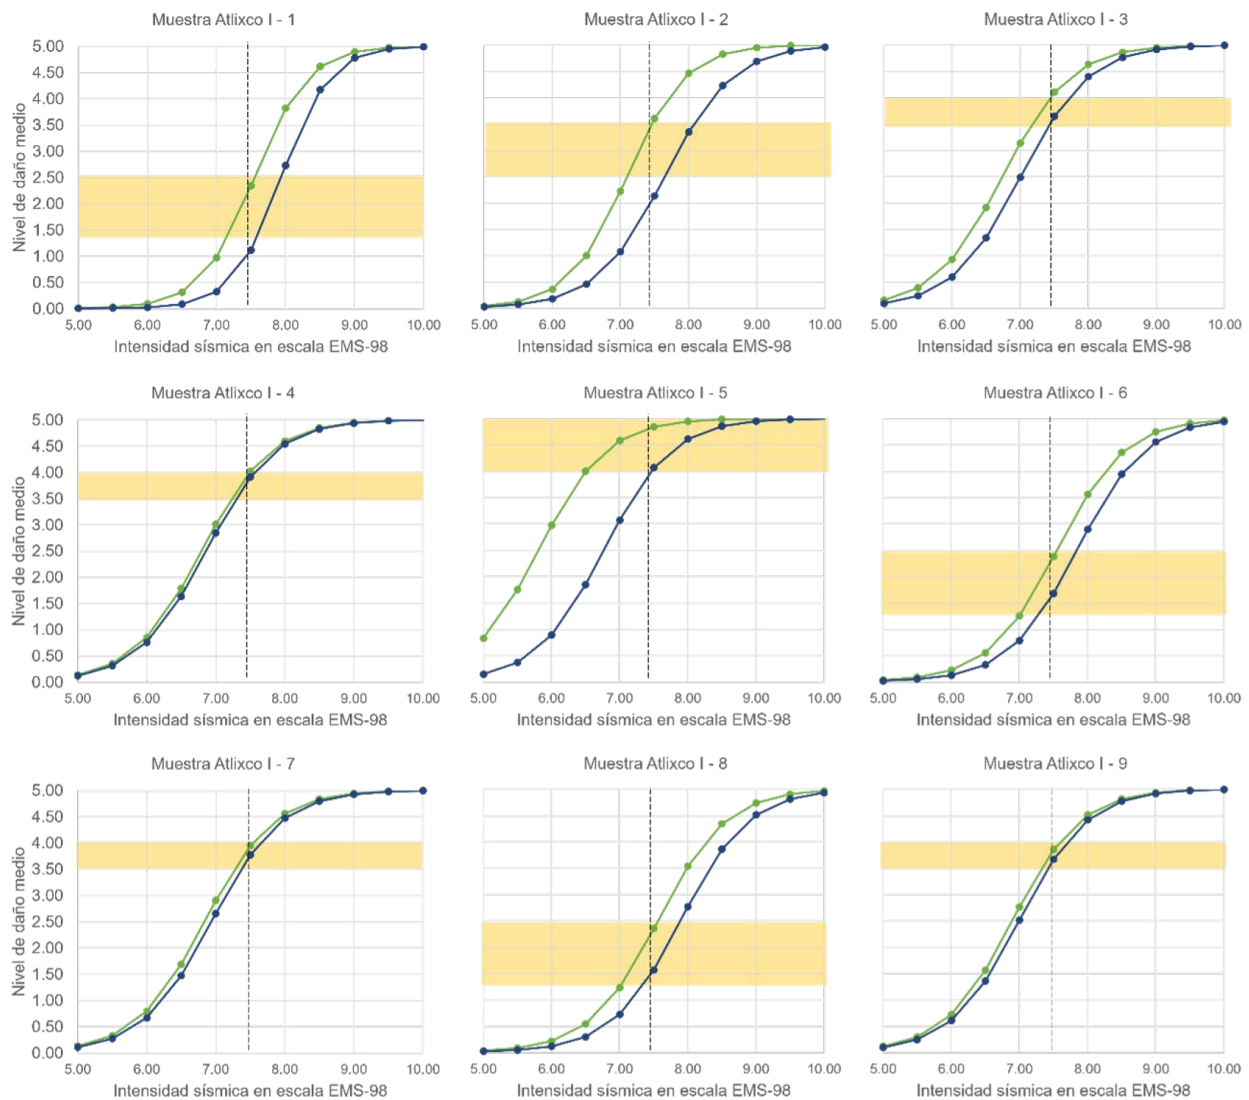 Muestra Atlixco I - 1
5.00
4.50
4.00
3.50
3.00
2.50
2.00
1.50
1.00
0.50
0.00
Nivel de daño medio
5.00 6.00 7.00 8.00 9.00 10.00
Intensidad sísmica en escala EMS-98
Muestra Atlixco I - 2
5.00 6.00 7.00 8.00 9.00 10.00
Intensidad sísmica en escala EMS-98
Muestra Atlixco I - 3
5.00 6.00 7.00 8.00 9.00 10.00
Intensidad sísmica en escala EMS-98
Muestra Atlixco I - 4
5.00
4.50
4.00
3.50
3.00
2.50
2.00
1.50
1.00
0.50
0.00
Nivel de daño medio
5.00 6.00 7.00 8.00 9.00 10.00
Intensidad sísmica en escala EMS-98
Muestra Atlixco I - 5
5.00 6.00 7.00 8.00 9.00 10.00
Intensidad sísmica en escala EMS-98
Muestra Atlixco I - 6
5.00 6.00 7.00 8.00 9.00 10.00
Intensidad sísmica en escala EMS-98
Muestra Atlixco I - 7
5.00
4.50
4.00
3.50
3.00
2.50
2.00
1.50
1.00
0.50
0.00
Nivel de daño medio
5.00 6.00 7.00 8.00 9.00 10.00
Intensidad sísmica en escala EMS-98
Muestra Atlixco I - 8
5.00 6.00 7.00 8.00 9.00 10.00
Intensidad sísmica en escala EMS-98
Muestra Atlixco I - 9
5.00 6.00 7.00 8.00 9.00 10.00
Intensidad sísmica en escala EMS-98